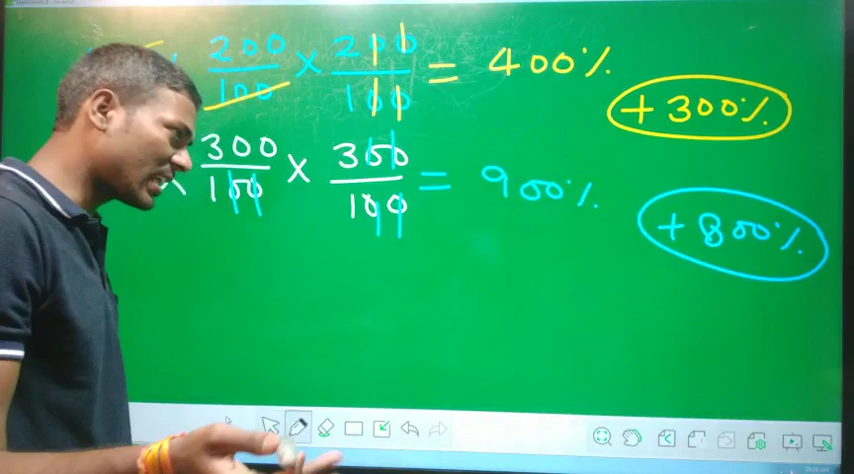 200/100 × 200/100 = 400%
+ 300%
× 300/100 × 300/100 = 900%
+ 800%